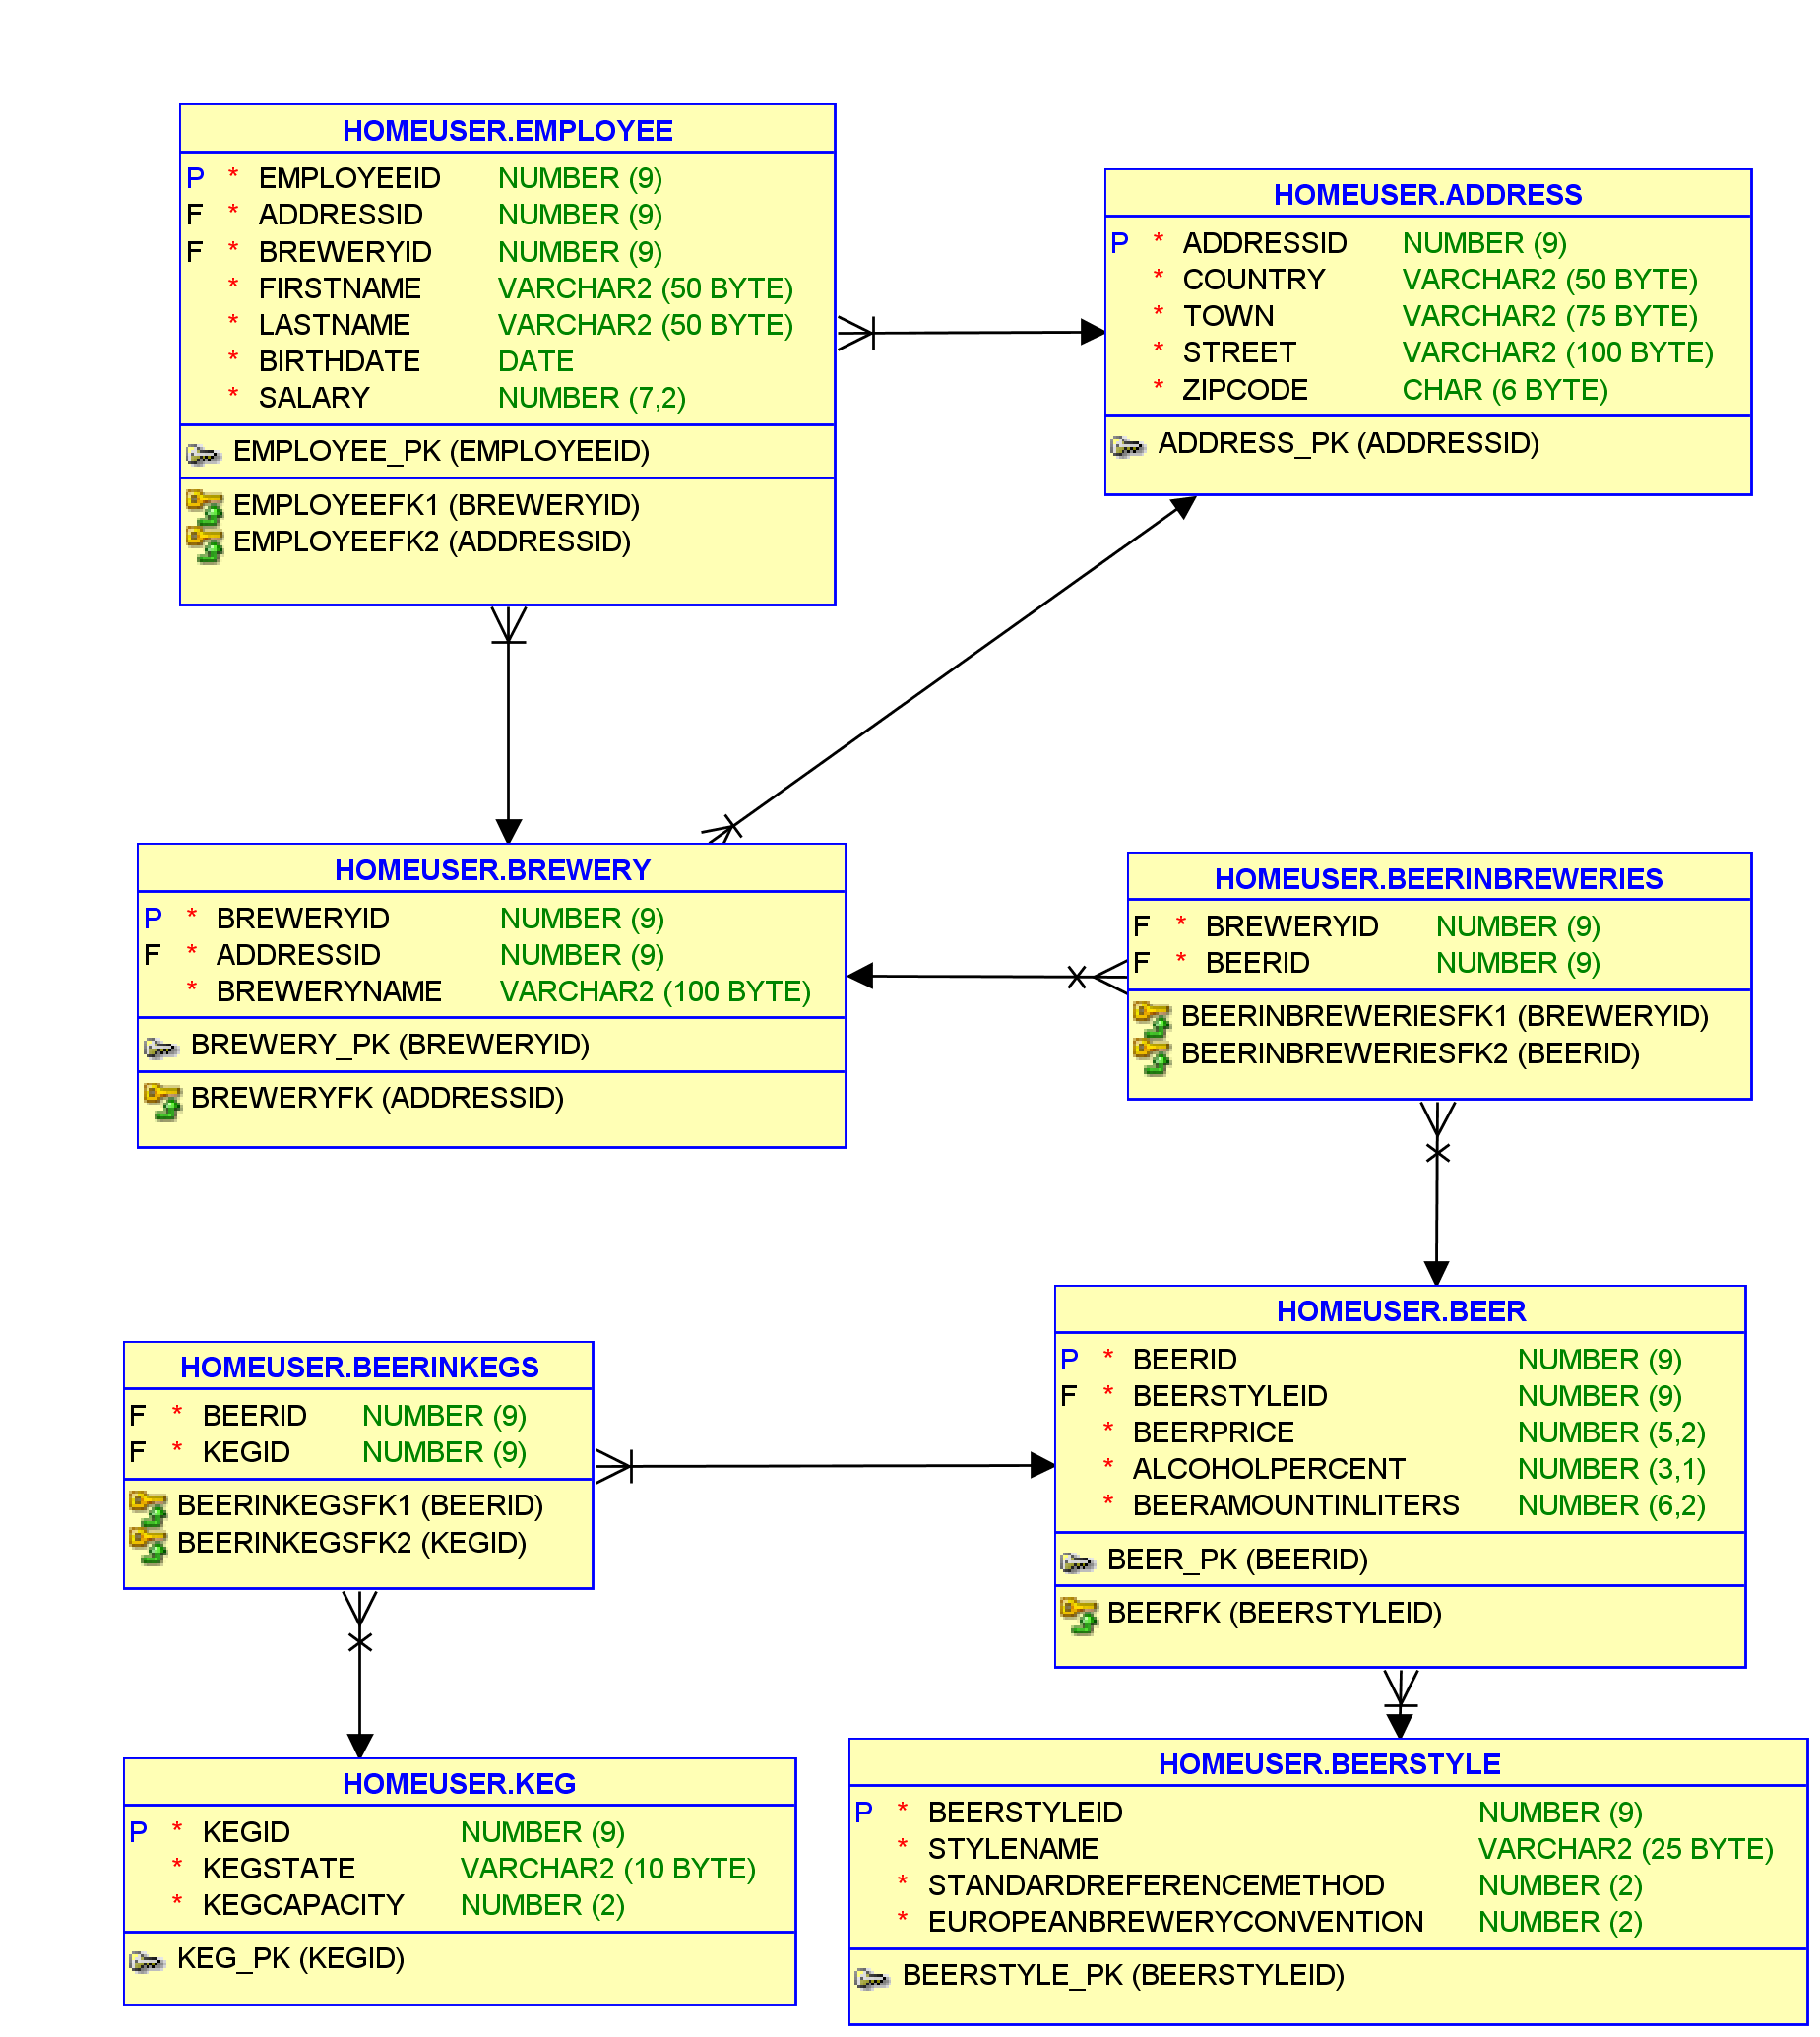 HOMEUSER.EMPLOYEE
P * EMPLOYEEID NUMBER (9)
F * ADDRESSID NUMBER (9)
F * BREWERYID NUMBER (9)
* FIRSTNAME VARCHAR2 (50 BYTE)
* LASTNAME VARCHAR2 (50 BYTE)
* BIRTHDATE DATE
* SALARY NUMBER (7,2)
EMPLOYEE_PK (EMPLOYEEID)
EMPLOYEEFK1 (BREWERYID)
EMPLOYEEFK2 (ADDRESSID)
HOMEUSER.ADDRESS
P * ADDRESSID NUMBER (9)
* COUNTRY VARCHAR2 (50 BYTE)
* TOWN VARCHAR2 (75 BYTE)
* STREET VARCHAR2 (100 BYTE)
* ZIPCODE CHAR (6 BYTE)
ADDRESS_PK (ADDRESSID)
HOMEUSER.BREWERY
P * BREWERYID NUMBER (9)
F * ADDRESSID NUMBER (9)
* BREWERYNAME VARCHAR2 (100 BYTE)
BREWERY_PK (BREWERYID)
BREWERYFK (ADDRESSID)
HOMEUSER.BEERINBREWERIES
F * BREWERYID NUMBER (9)
F * BEERID NUMBER (9)
BEERINBREWERIESFK1 (BREWERYID)
BEERINBREWERIESFK2 (BEERID)
HOMEUSER.BEERINKEGS
F * BEERID NUMBER (9)
F * KEGID NUMBER (9)
BEERINKEGSFK1 (BEERID)
BEERINKEGSFK2 (KEGID)
HOMEUSER.BEER
P * BEERID NUMBER (9)
F * BEERSTYLEID NUMBER (9)
* BEERPRICE NUMBER (5,2)
* ALCOHOLPERCENT NUMBER (3,1)
* BEERAMOUNTINLITERS NUMBER (6,2)
BEER_PK (BEERID)
BEERFK (BEERSTYLEID)
HOMEUSER.KEG
P * KEGID NUMBER (9)
* KEGSTATE VARCHAR2 (10 BYTE)
* KEGCAPACITY NUMBER (2)
KEG_PK (KEGID)
HOMEUSER.BEERSTYLE
P * BEERSTYLEID NUMBER (9)
* STYLENAME VARCHAR2 (25 BYTE)
* STANDARDREFERENCEMETHOD NUMBER (2)
* EUROPEANBREWERYCONVENTION NUMBER (2)
BEERSTYLE_PK (BEERSTYLEID)